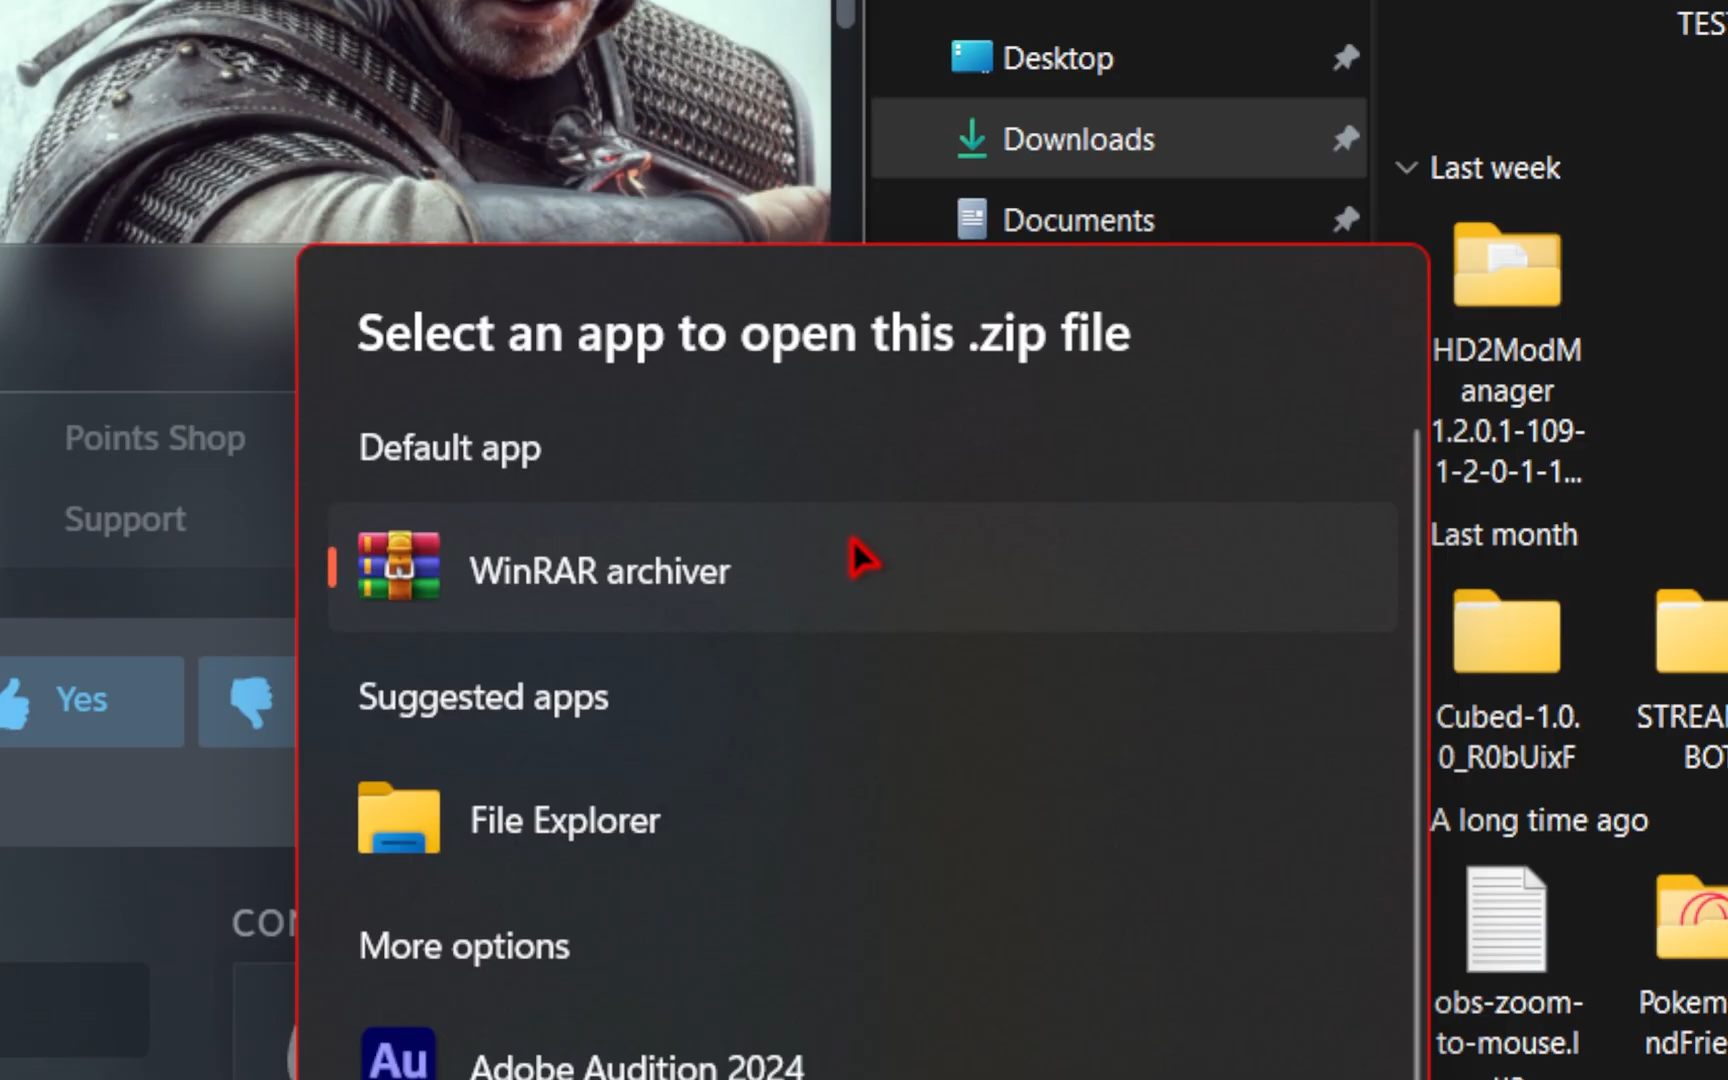 Desktop
Downloads
Documents
Last week
HD2ModM
anager
1.2.0.1-109-
1-2-0-1-1...
Select an app to open this .zip file
Default app
WinRAR archiver
Suggested apps
File Explorer
More options
Au
Adobe Audition 2024
Points Shop
Support
Yes
Last month
Cubed-1.0.
0_R0bUixF
A long time ago
obs-zoom-
to-mouse.l